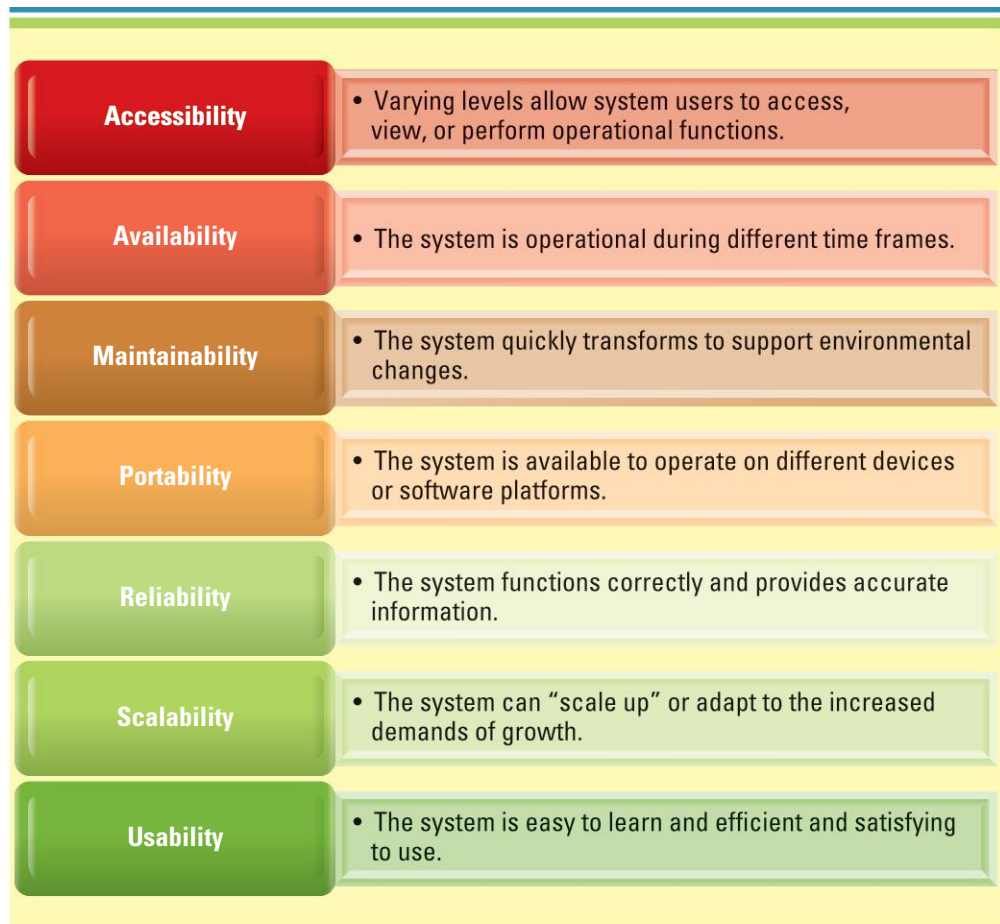 Accessibility
• Varying levels allow system users to access,
view, or perform operational functions.
Availability
• The system is operational during different time frames.
Maintainability
• The system quickly transforms to support environmental
changes.
Portability
• The system is available to operate on different devices
or software platforms.
Reliability
• The system functions correctly and provides accurate
information.
Scalability
• The system can “scale up” or adapt to the increased
demands of growth.
Usability
• The system is easy to learn and efficient and satisfying
to use.